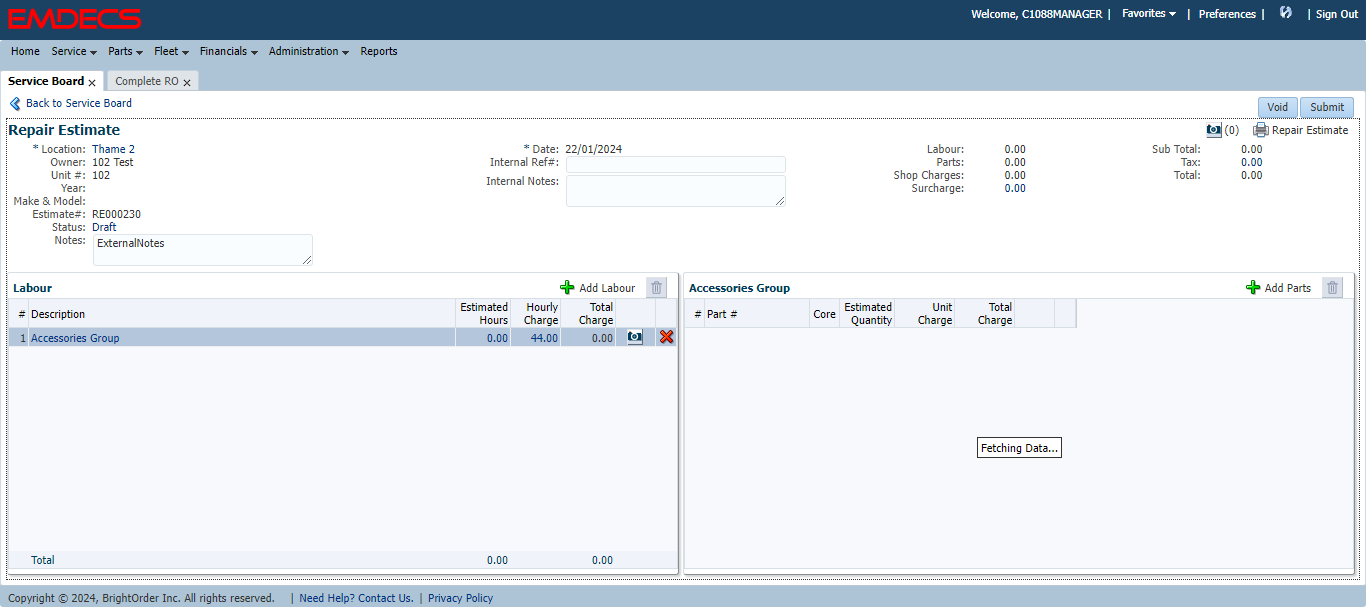 EMDECS
Welcome, C1088MANAGER | Favorites | Preferences | | Sign Out
Home Service Parts Fleet Financials Administration Reports
Service Board x Complete RO x
Back to Service Board
Void Submit
Repair Estimate
(0) Repair Estimate
* Location: Thame 2
Owner: 102 Test
Unit #: 102
Year:
Make & Model:
Estimate#: RE000230
Status: Draft
Notes: ExternalNotes
* Date: 22/01/2024
Internal Ref#:
Internal Notes:
Labour: 0.00
Parts: 0.00
Shop Charges: 0.00
Surcharge: 0.00
Sub Total: 0.00
Tax: 0.00
Total: 0.00
Labour
Add Labour
# Description Estimated Hours Hourly Charge Total Charge
1 Accessories Group 0.00 44.00 0.00
Total 0.00 0.00
Accessories Group
Add Parts
# Part # Core Estimated Quantity Unit Charge Total Charge
Fetching Data...
Copyright © 2024, BrightOrder Inc. All rights reserved. | Need Help? Contact Us. | Privacy Policy